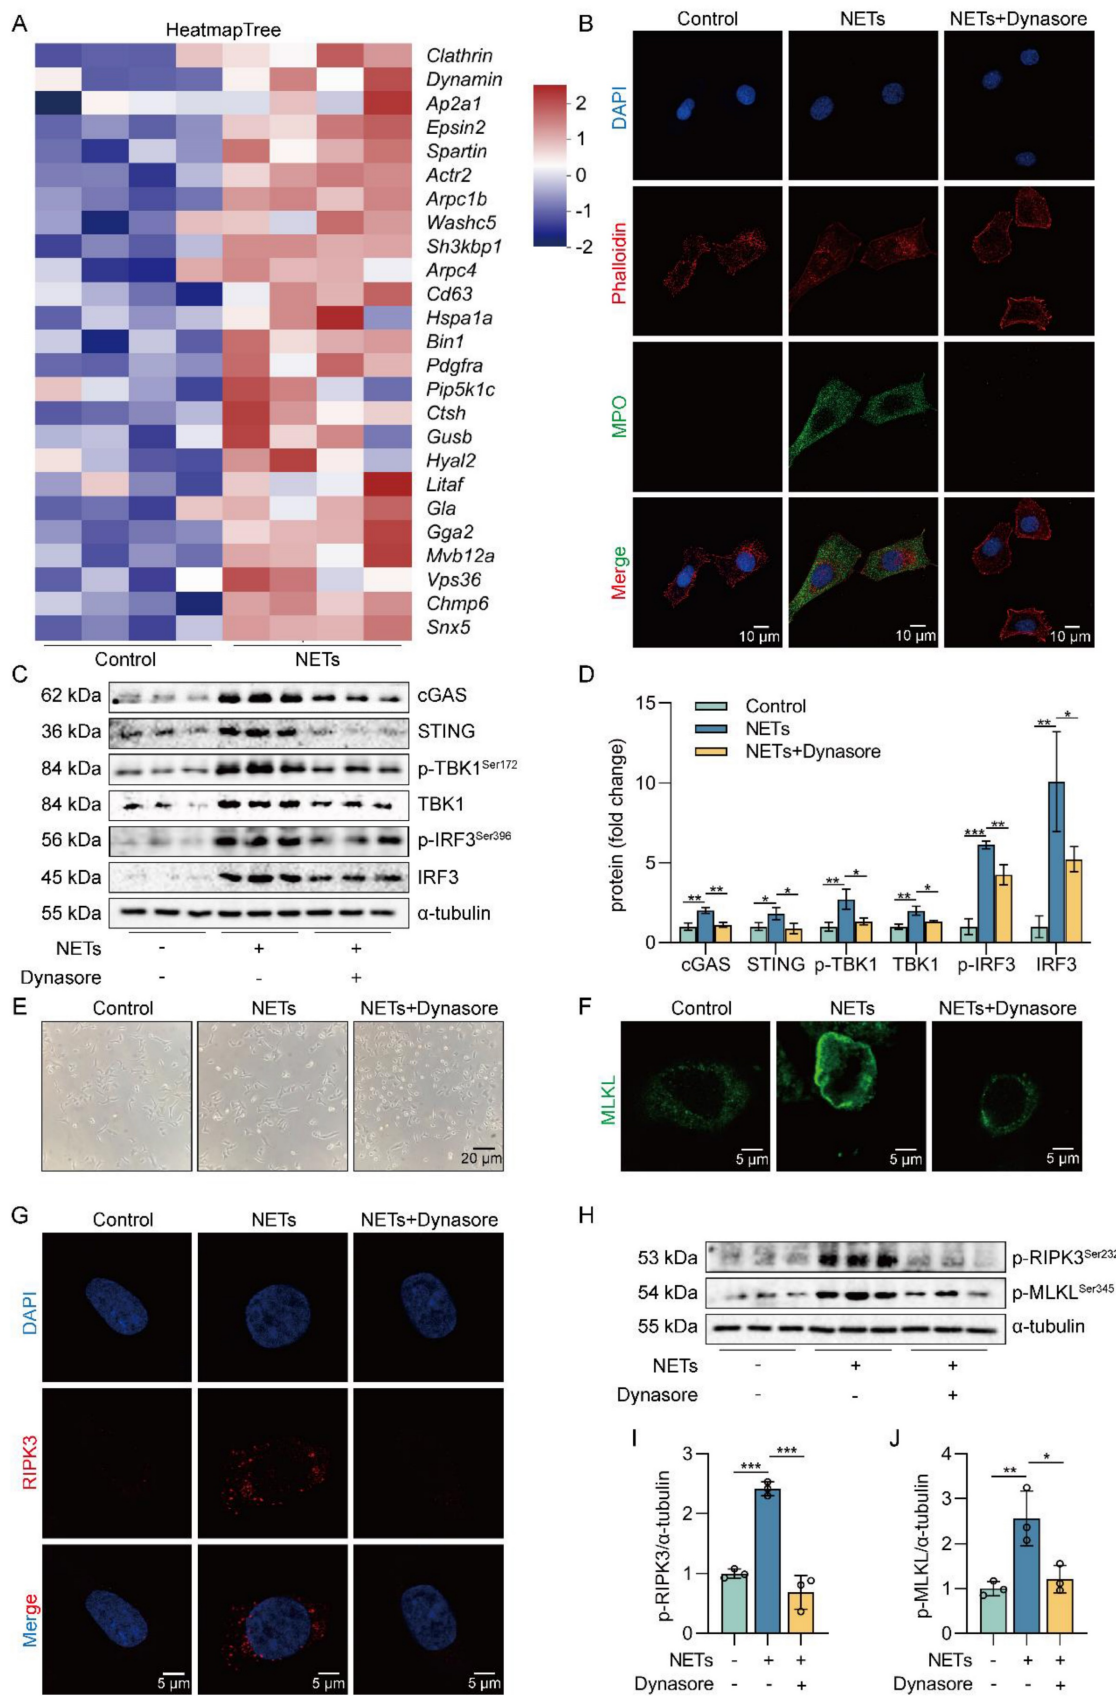 A
HeatmapTree
Clathrin
Dynamin
Ap2a1
Epsin2
Spartin
Actr2
Arpc1b
Washc5
Sh3kbp1
Arpc4
Cd63
Hspa1a
Bin1
Pdgfra
Pip5k1c
Ctsh
Gusb
Hyal2
Litaf
Gla
Gga2
Mvb12a
Vps36
Chmp6
Snx5
2
1
0
-1
-2
Control NETs
B
Control NETs NETs+Dynasore
DAPI
Phalloidin
MPO
Merge
10 µm 10 µm 10 µm
C
62 kDa cGAS
36 kDa STING
84 kDa p-TBK1Ser172
84 kDa TBK1
56 kDa p-IRF3Ser396
45 kDa IRF3
55 kDa α-tubulin
NETs - + +
Dynasore - - +
D
protein (fold change)
15
10
5
0
Control
NETs
NETs+Dynasore
** ** * * ** * ** * *** ** ** *
cGAS STING p-TBK1 TBK1 p-IRF3 IRF3
E
Control NETs NETs+Dynasore
20 µm
F
Control NETs NETs+Dynasore
MLKL
5 µm 5 µm 5 µm
G
Control NETs NETs+Dynasore
DAPI
RIPK3
Merge
5 µm 5 µm 5 µm
H
53 kDa p-RIPK3Ser232
54 kDa p-MLKLSer345
55 kDa α-tubulin
NETs - + +
Dynasore - - +
I
p-RIPK3/α-tubulin
3
2
1
0
*** ***
NETs - + +
Dynasore - - +
J
p-MLKL/α-tubulin
4
3
2
1
0
** *
NETs - + +
Dynasore - - +